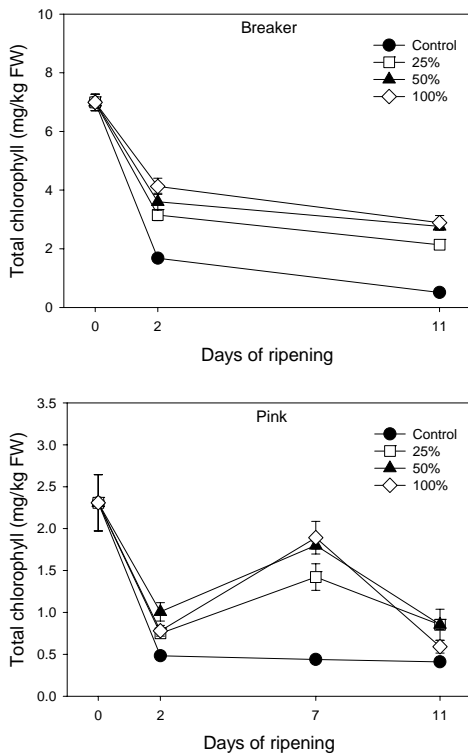 Breaker
Control
25%
50%
100%
Total chlorophyll (mg/kg FW)
10
8
6
4
2
0
0 2 11
Days of ripening
Pink
Control
25%
50%
100%
Total chlorophyll (mg/kg FW)
3.5
3.0
2.5
2.0
1.5
1.0
0.5
0.0
0 2 7 11
Days of ripening